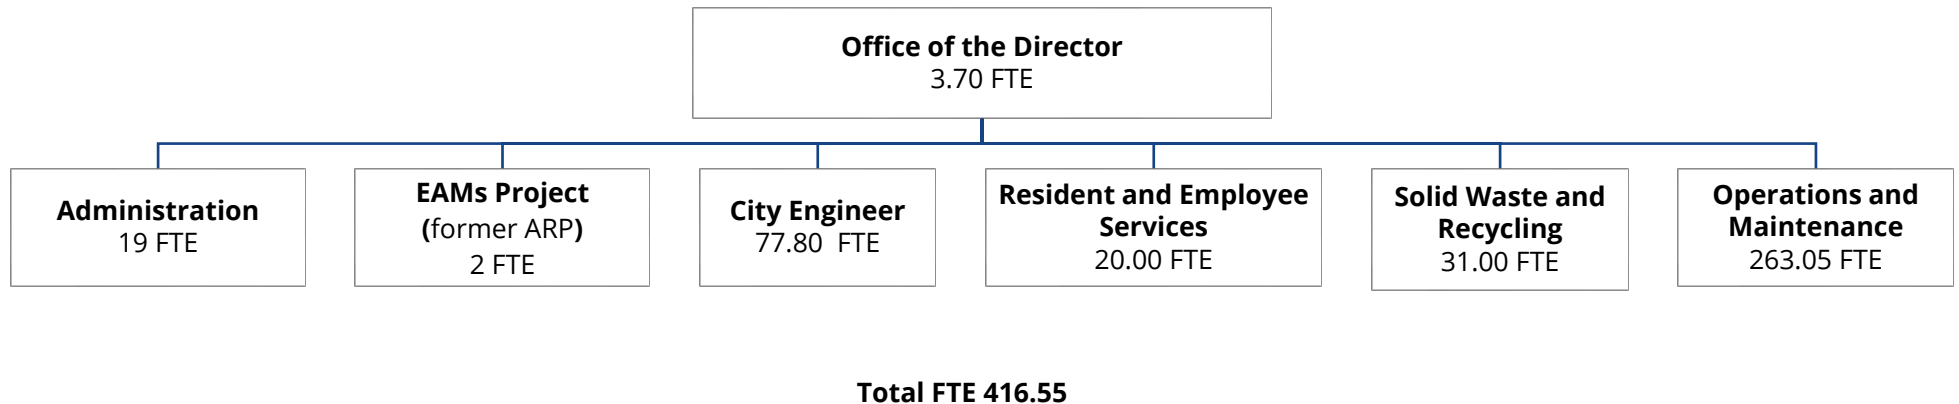 Office of the Director
3.70 FTE
Administration
19 FTE
EAMs Project
(former ARP)
2 FTE
City Engineer
77.80  FTE
Resident and Employee
Services
20.00 FTE
Solid Waste and
Recycling
31.00 FTE
Operations and
Maintenance
263.05 FTE
Total FTE 416.55